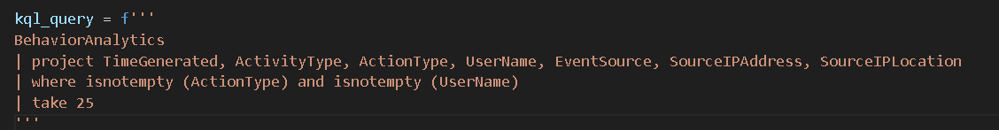 kql_query = f'''
BehaviorAnalytics
| project TimeGenerated, ActivityType, ActionType, UserName, EventSource, SourceIPAddress, SourceIPLocation
| where isnotempty (ActionType) and isnotempty (UserName)
| take 25
'''